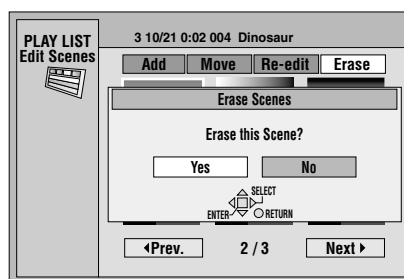 PLAY LIST
Edit Scenes
3 10/21 0:02 004 Dinosaur
Add Move Re-edit Erase
Erase Scenes
Erase this Scene?
Yes No
SELECT
ENTER RETURN
Prev. 2 / 3 Next